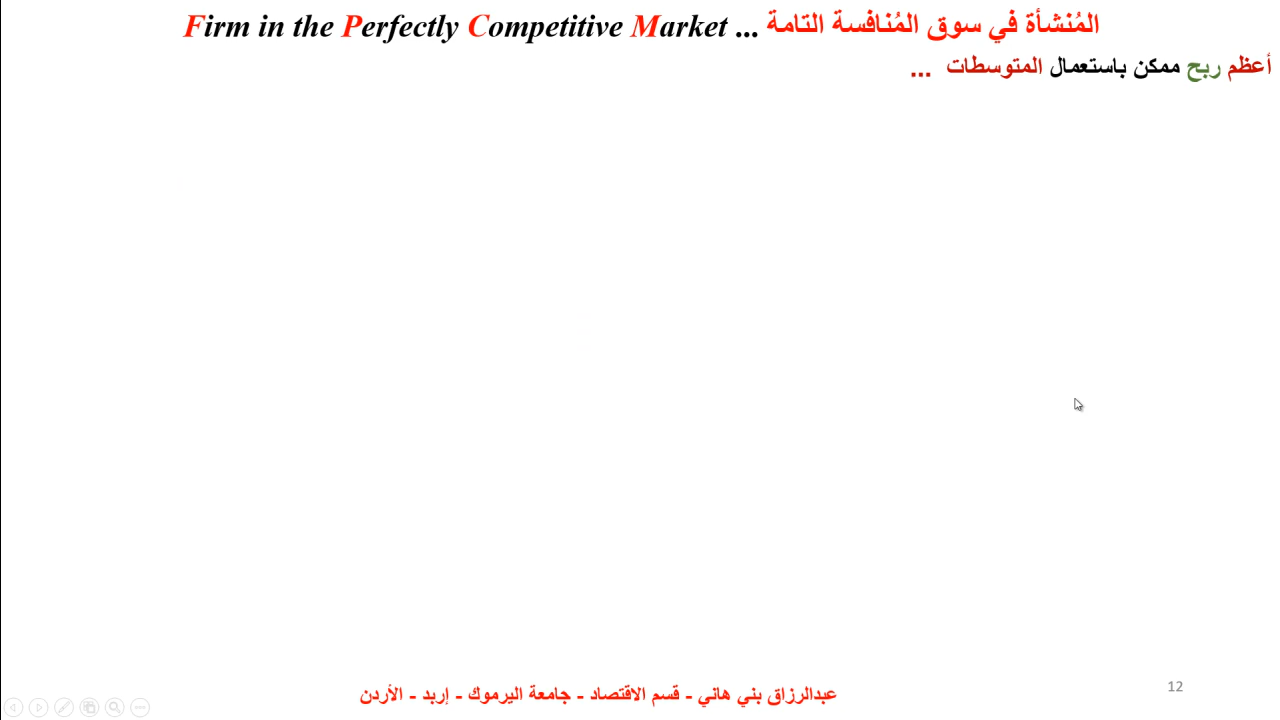 Firm in the Perfectly Competitive Market ... المُنشأة في سوق المُنافسة التامة
أعظم ربح ممكن باستعمال المتوسطات ...
عبدالرزاق بني هاني - قسم الاقتصاد - جامعة اليرموك - إربد - الأردن
12